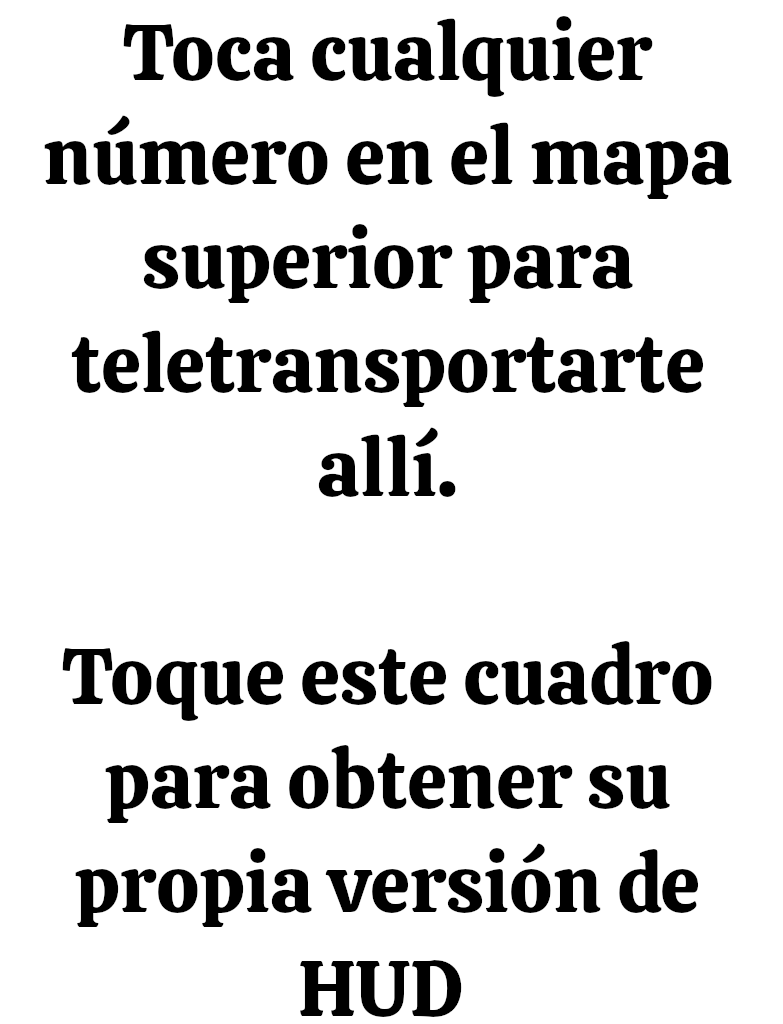 Toca cualquier
número en el mapa
superior para
teletransportarte
allí.
Toque este cuadro
para obtener su
propia versión de
HUD